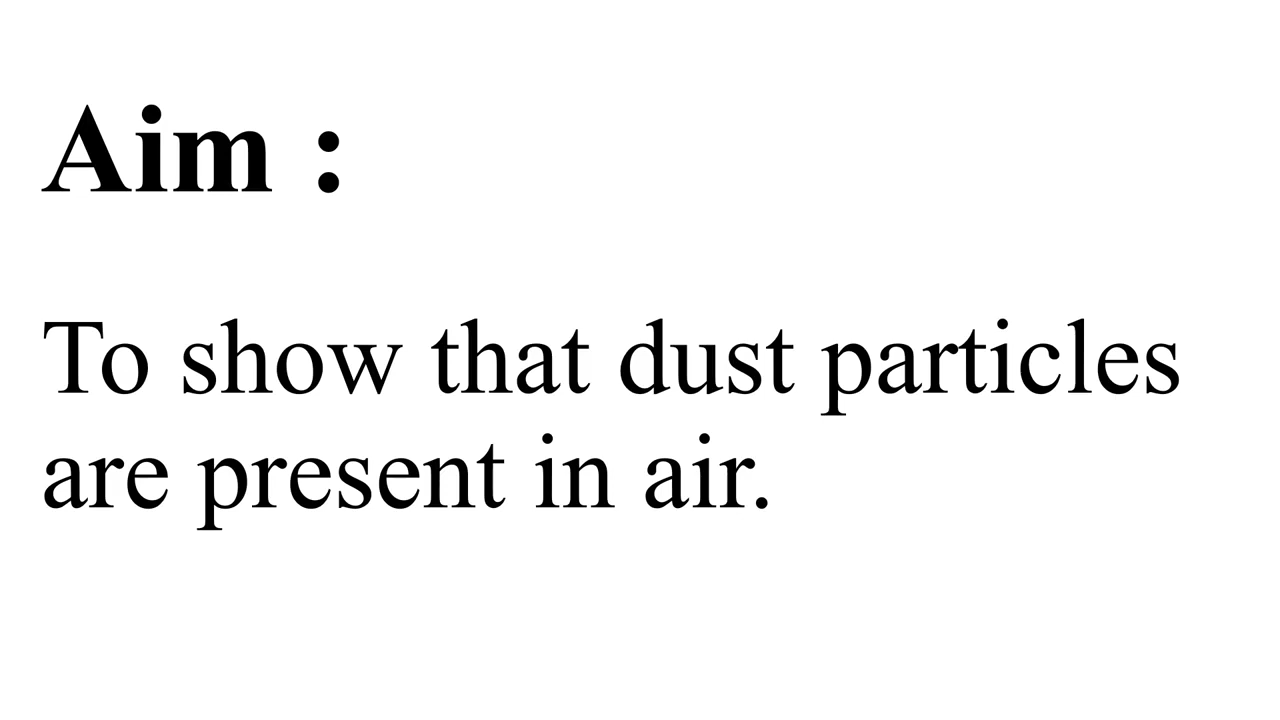 Aim :
To show that dust particles
are present in air.